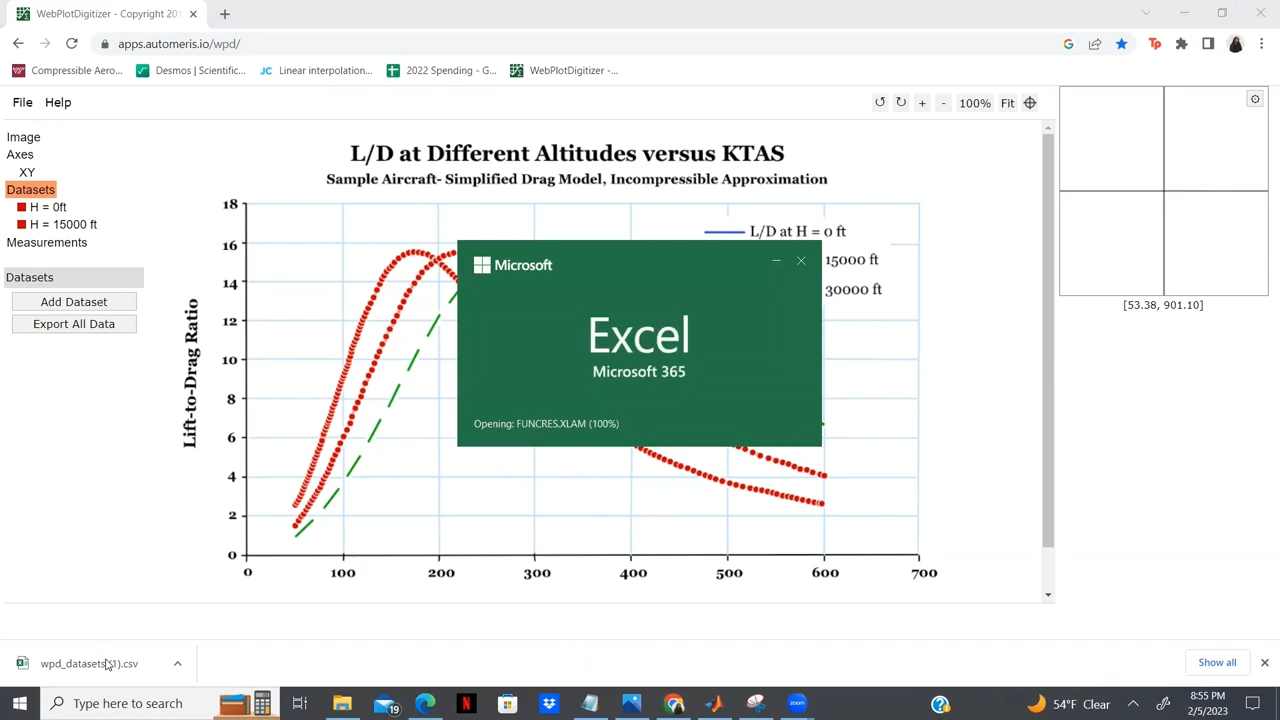 WebPlotDigitizer - Copyright 201
apps.automeris.io/wpd/
Compressible Aero...
Desmos | Scientific...
JC Linear interpolation...
2022 Spending - G...
WebPlotDigitizer -...
File Help
100% Fit
Image
Axes
XY
Datasets
H = 0ft
H = 15000 ft
Measurements
Datasets
Add Dataset
Export All Data
L/D at Different Altitudes versus KTAS
Sample Aircraft- Simplified Drag Model, Incompressible Approximation
Lift-to-Drag Ratio
18
16
14
12
10
8
6
4
2
0
0 100 200 300 400 500 600 700
L/D at H = 0 ft
15000 ft
30000 ft
Microsoft
Excel
Microsoft 365
Opening: FUNCRES.XLAM (100%)
[53.38, 901.10]
wpd_datasets (1).csv
Show all
Type here to search
19
zoom
54°F Clear
8:55 PM
2/5/2023